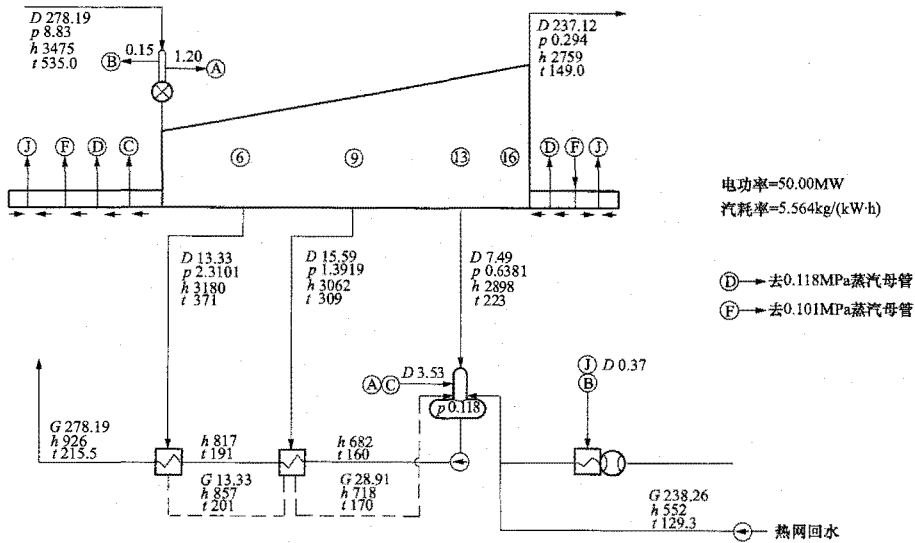 D 278.19
p 8.83
h 3475
t 535.0
0.15
B
1.20
A
D 237.12
p 0.294
h 2759
t 149.0
J F D C
6 9 13 16
D F J
电功率=50.00MW
汽耗率=5.564kg/(kW·h)
D 13.33
p 2.3101
h 3180
t 371
D 15.59
p 1.3919
h 3062
t 309
D 7.49
p 0.6381
h 2898
t 223
D 去0.118MPa蒸汽母管
F 去0.101MPa蒸汽母管
A C D 3.53
p 0.118
J D 0.37
B
G 278.19
h 926
t 215.5
h 817
t 191
h 682
t 160
G 13.33
h 857
t 201
G 28.91
h 718
t 170
G 238.26
h 552
t 129.3
热网回水